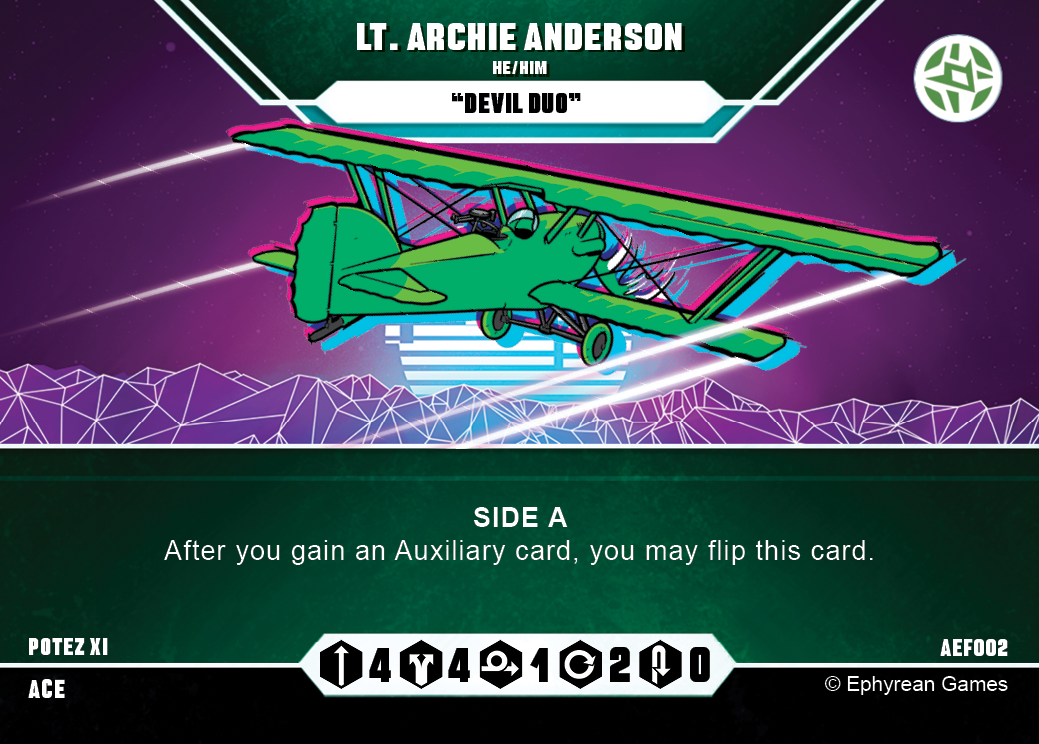 LT. ARCHIE ANDERSON
HE/HIM
“DEVIL DUO”
SIDE A
After you gain an Auxiliary card, you may flip this card.
POTEZ XI
AEF002
4 4 1 2 0
ACE
© Ephyrean Games